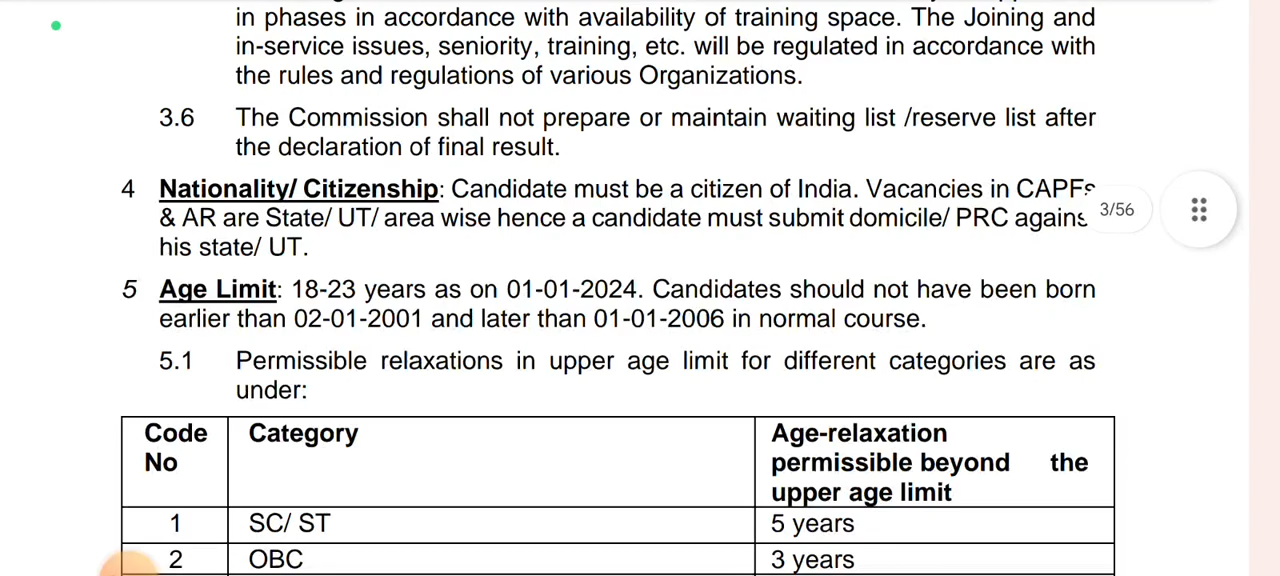 in phases in accordance with availability of training space. The Joining and
in-service issues, seniority, training, etc. will be regulated in accordance with
the rules and regulations of various Organizations.
3.6 The Commission shall not prepare or maintain waiting list /reserve list after
the declaration of final result.
4 Nationality/ Citizenship: Candidate must be a citizen of India. Vacancies in CAPFs
& AR are State/ UT/ area wise hence a candidate must submit domicile/ PRC agains
his state/ UT.
3/56
5 Age Limit: 18-23 years as on 01-01-2024. Candidates should not have been born
earlier than 02-01-2001 and later than 01-01-2006 in normal course.
5.1 Permissible relaxations in upper age limit for different categories are as
under:
Code No Category Age-relaxation permissible beyond the upper age limit
1 SC/ ST 5 years
2 OBC 3 years